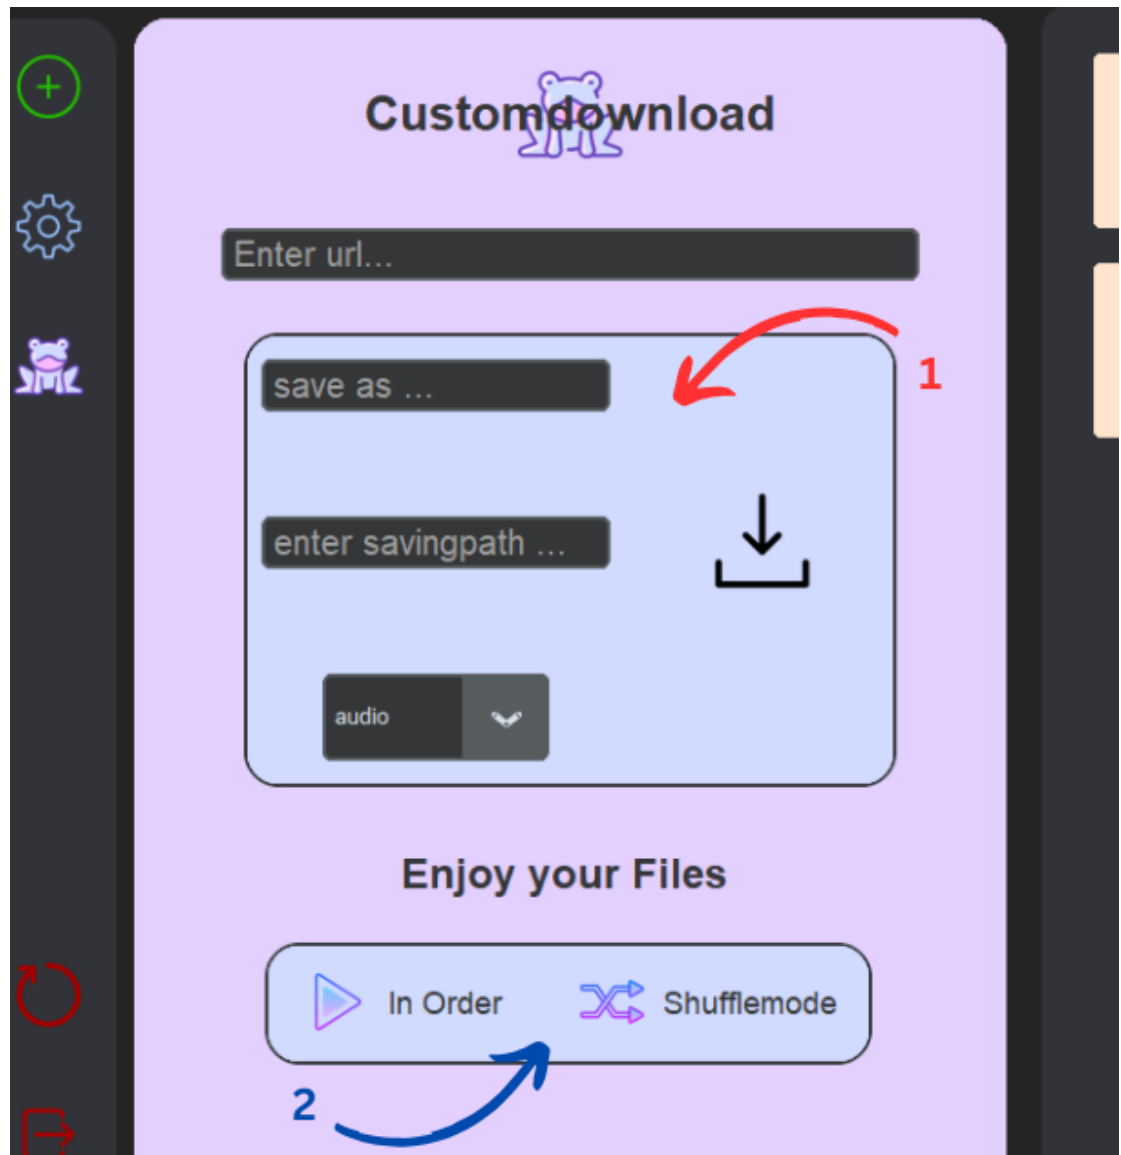 Customdownload
Enter url...
1
save as ...
enter savingpath ...
audio
Enjoy your Files
In Order
Shufflemode
2